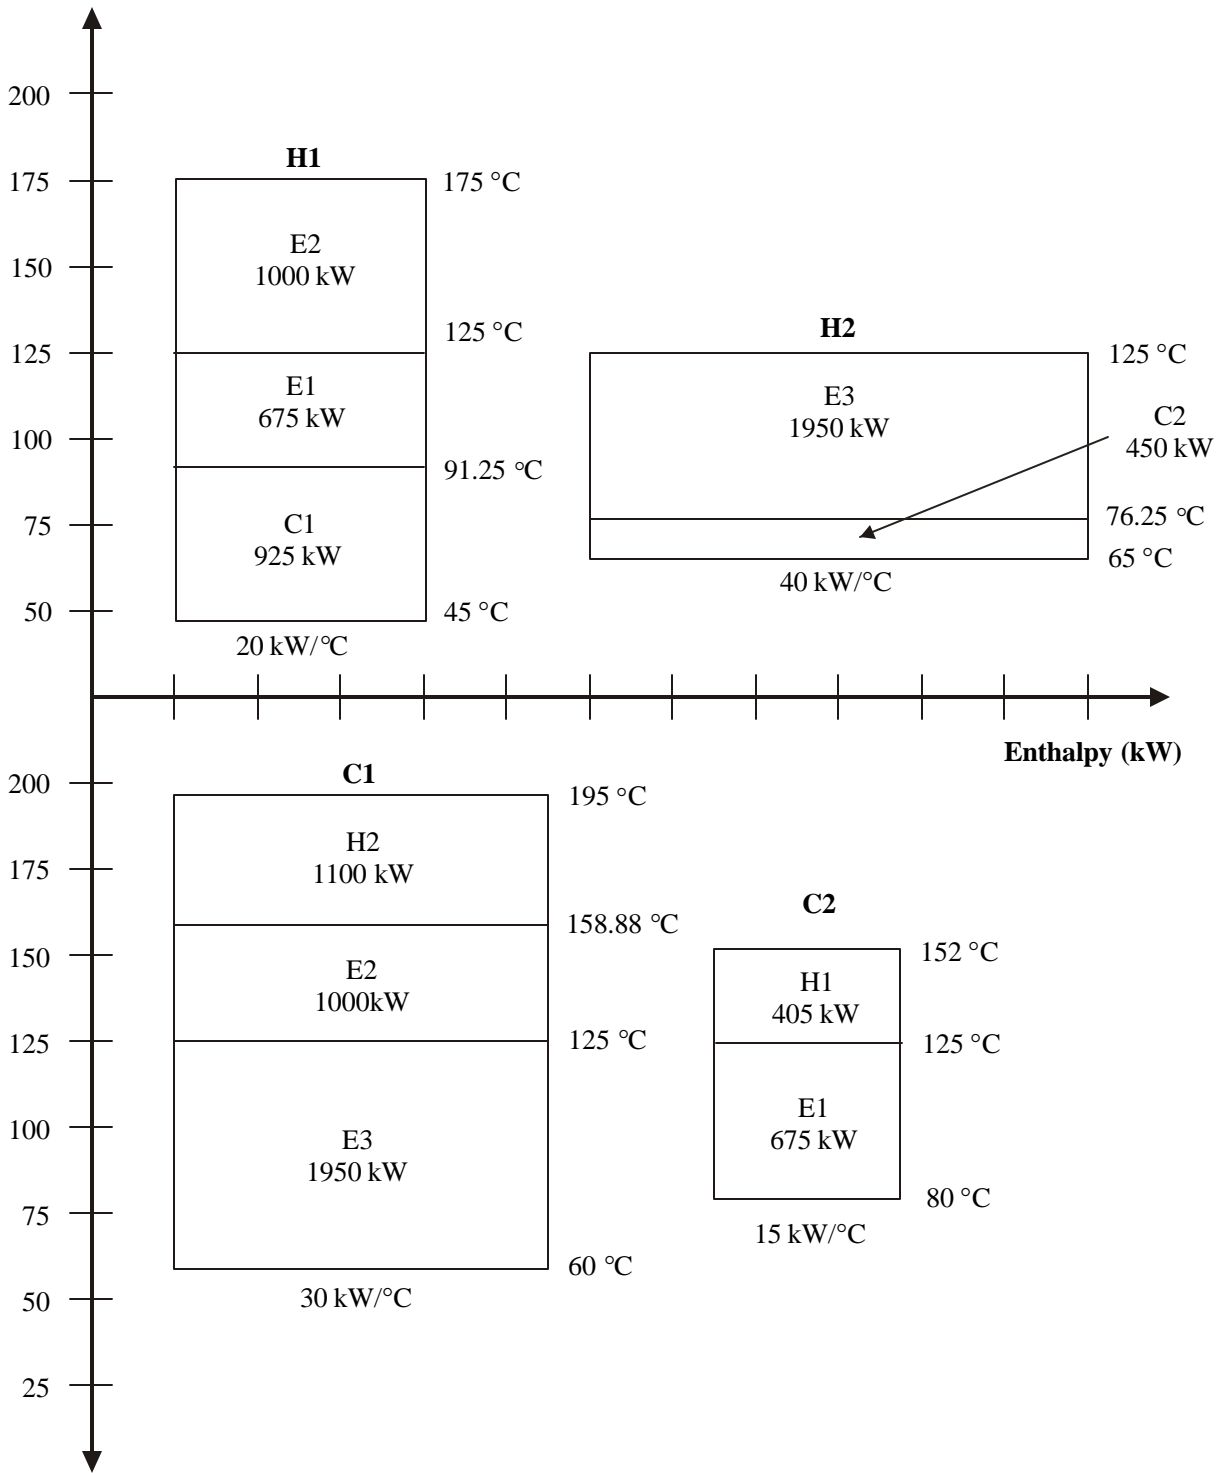 200
175
150
125
100
75
50
H1
175 °C
E2
1000 kW
125 °C
E1
675 kW
91.25 °C
C1
925 kW
45 °C
20 kW/°C
H2
125 °C
E3
1950 kW
C2
450 kW
76.25 °C
65 °C
40 kW/°C
Enthalpy (kW)
200
175
150
125
100
75
50
25
C1
195 °C
H2
1100 kW
158.88 °C
E2
1000kW
125 °C
E3
1950 kW
60 °C
30 kW/°C
C2
152 °C
H1
405 kW
125 °C
E1
675 kW
80 °C
15 kW/°C